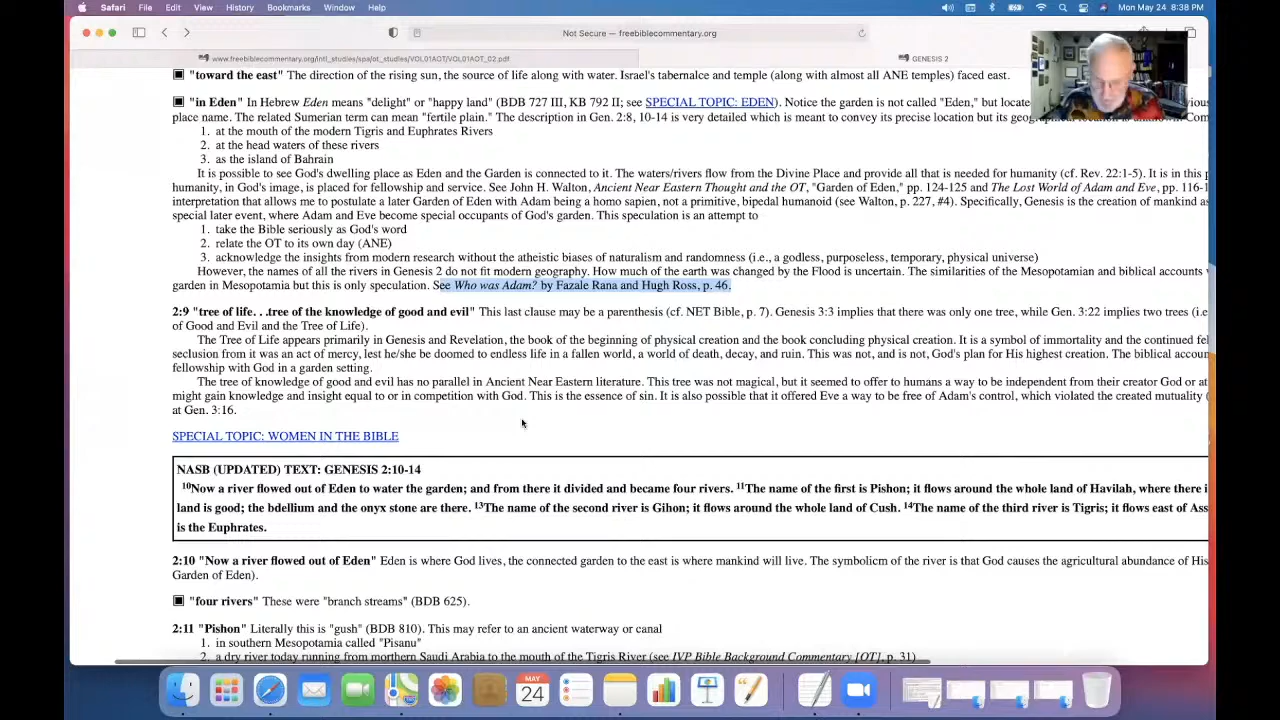 Safari File Edit View History Bookmarks Window Help Mon May 24 8:38 PM
Not Secure — freebiblecommentary.org
www.freebiblecommentary.org/intl_studies/spa/ot_studies/VOL01AOT/VOL01AOT_02.pdf GENESIS 2
"toward the east" The direction of the rising sun, the source of life along with water. Israel's tabernalce and temple (along with almost all ANE temples) faced east.
"in Eden" In Hebrew Eden means "delight" or "happy land" (BDB 727 III, KB 792 II; see SPECIAL TOPIC: EDEN). Notice the garden is not called "Eden," but locate
place name. The related Sumerian term can mean "fertile plain." The description in Gen. 2:8, 10-14 is very detailed which is meant to convey its precise location but its
1. at the mouth of the modern Tigris and Euphrates Rivers
2. at the head waters of these rivers
3. as the island of Bahrain
It is possible to see God's dwelling place as Eden and the Garden is connected to it. The waters/rivers flow from the Divine Place and provide all that is needed for humanity (cf. Rev. 22:1-5). It is in this p
humanity, in God's image, is placed for fellowship and service. See John H. Walton, Ancient Near Eastern Thought and the OT, "Garden of Eden," pp. 124-125 and The Lost World of Adam and Eve, pp. 116-1
interpretation that allows me to postulate a later Garden of Eden with Adam being a homo sapien, not a primitive, bipedal humanoid (see Walton, p. 227, #4). Specifically, Genesis is the creation of mankind as
special later event, where Adam and Eve become special occupants of God's garden. This speculation is an attempt to
1. take the Bible seriously as God's word
2. relate the OT to its own day (ANE)
3. acknowledge the insights from modern research without the atheistic biases of naturalism and randomness (i.e., a godless, purposeless, temporary, physical universe)
However, the names of all the rivers in Genesis 2 do not fit modern geography. How much of the earth was changed by the Flood is uncertain. The similarities of the Mesopotamian and biblical accounts
garden in Mesopotamia but this is only speculation. See Who was Adam? by Fazale Rana and Hugh Ross, p. 46.
2:9 "tree of life. . .tree of the knowledge of good and evil" This last clause may be a parenthesis (cf. NET Bible, p. 7). Genesis 3:3 implies that there was only one tree, while Gen. 3:22 implies two trees (i.e
of Good and Evil and the Tree of Life).
The Tree of Life appears primarily in Genesis and Revelation, the book of the beginning of physical creation and the book concluding physical creation. It is a symbol of immortality and the continued fel
seclusion from it was an act of mercy, lest he/she be doomed to endless life in a fallen world, a world of death, decay, and ruin. This was not, and is not, God's plan for His highest creation. The biblical accou
fellowship with God in a garden setting.
The tree of knowledge of good and evil has no parallel in Ancient Near Eastern literature. This tree was not magical, but it seemed to offer to humans a way to be independent from their creator God or at
might gain knowledge and insight equal to or in competition with God. This is the essence of sin. It is also possible that it offered Eve a way to be free of Adam's control, which violated the created mutuality (
at Gen. 3:16.
SPECIAL TOPIC: WOMEN IN THE BIBLE
NASB (UPDATED) TEXT: GENESIS 2:10-14
10Now a river flowed out of Eden to water the garden; and from there it divided and became four rivers. 11The name of the first is Pishon; it flows around the whole land of Havilah, where there i
land is good; the bdellium and the onyx stone are there. 13The name of the second river is Gihon; it flows around the whole land of Cush. 14The name of the third river is Tigris; it flows east of Ass
is the Euphrates.
2:10 "Now a river flowed out of Eden" Eden is where God lives, the connected garden to the east is where mankind will live. The symbolicm of the river is that God causes the agricultural abundance of His
Garden of Eden).
"four rivers" These were "branch streams" (BDB 625).
2:11 "Pishon" Literally this is "gush" (BDB 810). This may refer to an ancient waterway or canal
1. in southern Mesopotamia called "Pisanu"
2. a dry river today running from morthern Saudi Arabia to the mouth of the Tigris River (see IVP Bible Background Commentary [OT], p. 31)
MAY
24